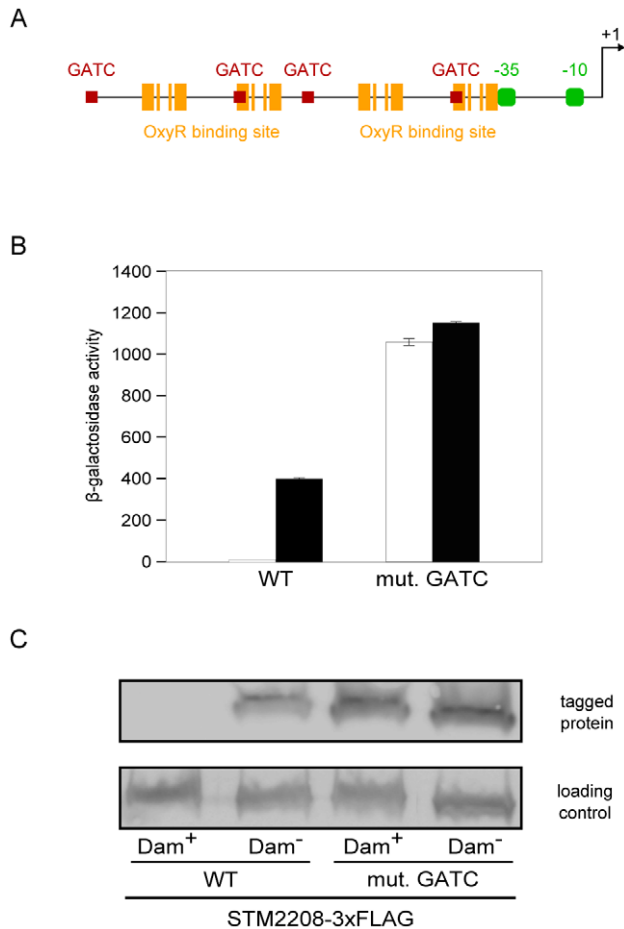 A
+1
GATC GATC GATC GATC -35 -10
OxyR binding site OxyR binding site
B
β-galactosidase activity
1400
1200
1000
800
600
400
200
0
WT mut. GATC
C
tagged
protein
loading
control
Dam+ Dam- Dam+ Dam-
WT mut. GATC
STM2208-3xFLAG